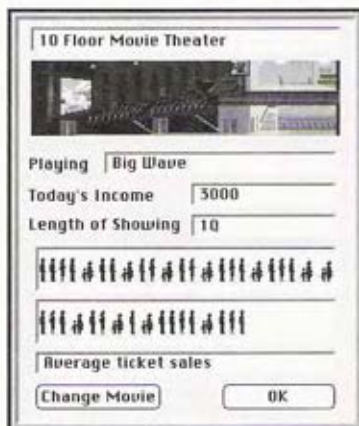 10 Floor Movie Theater
Playing Big Wave
Today's Income 3000
Length of Showing 1Q
Average ticket sales
Change Movie OK